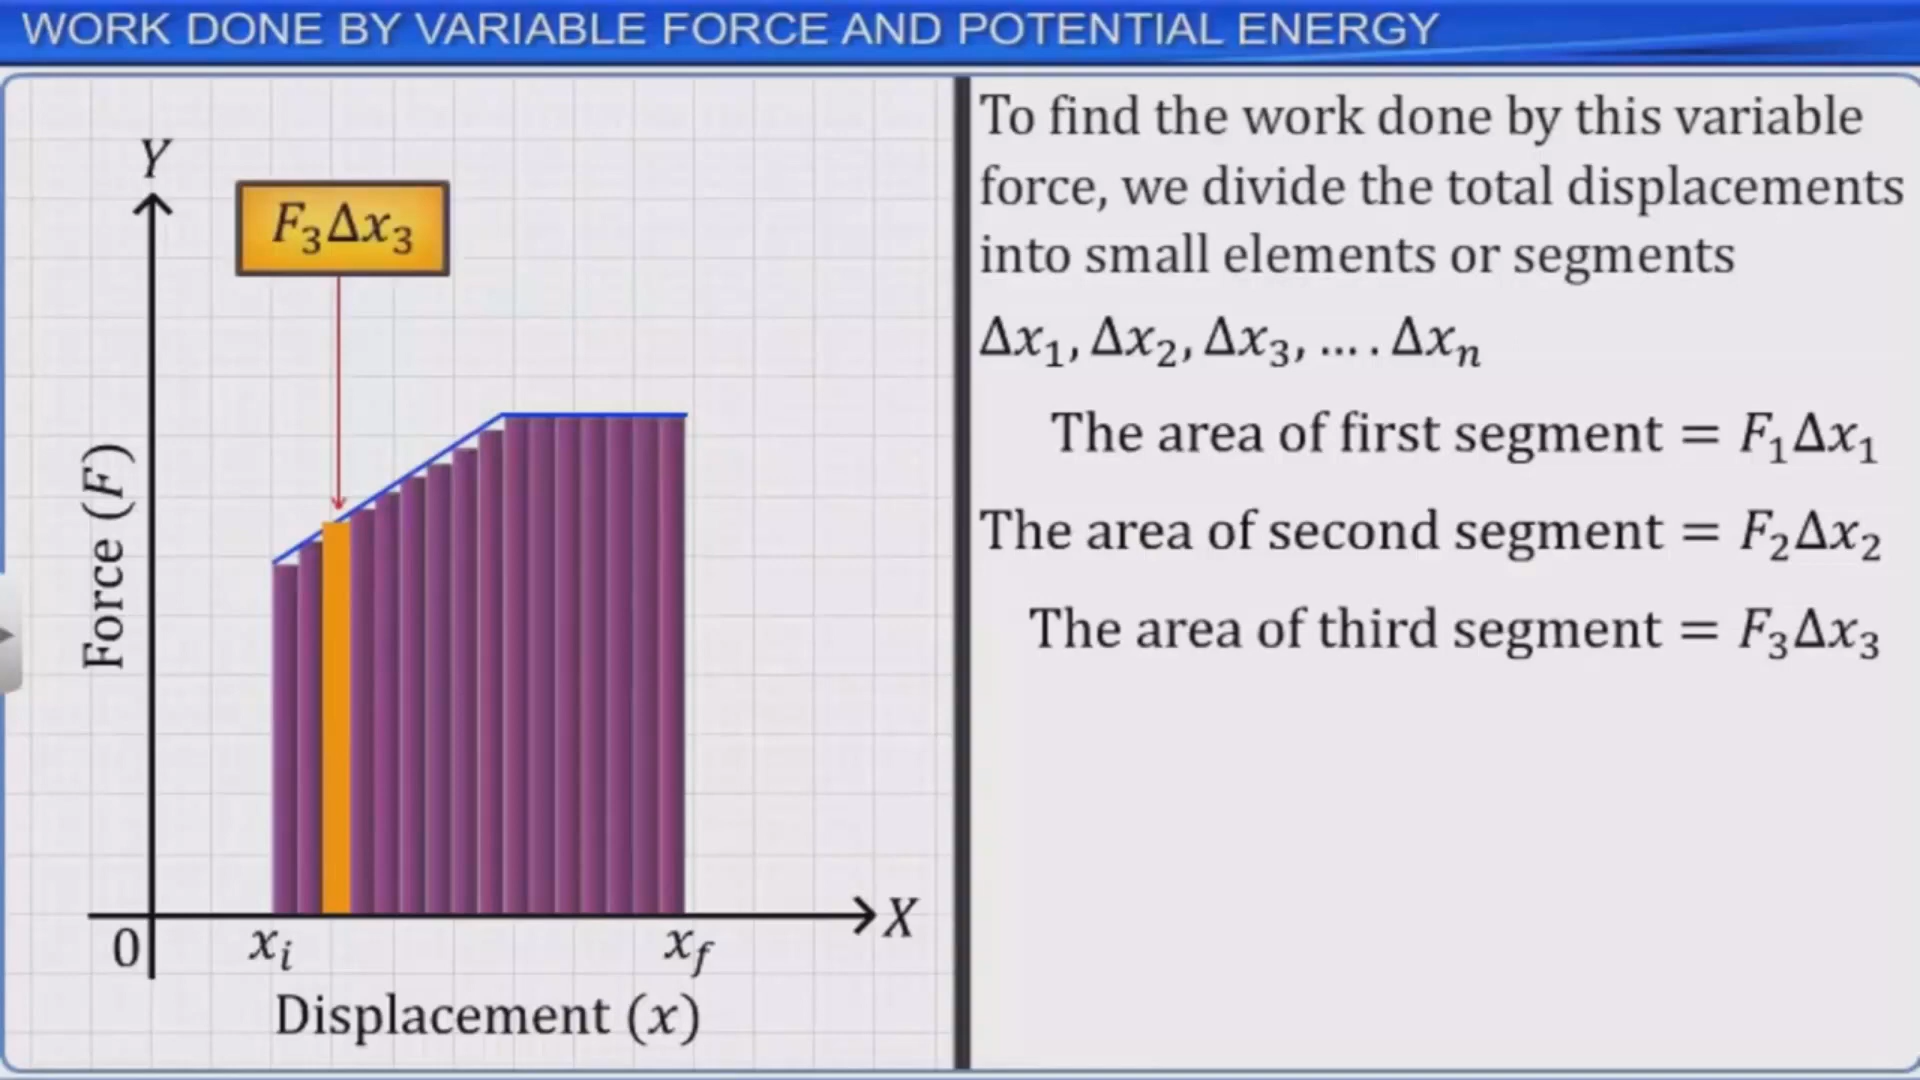 WORK DONE BY VARIABLE FORCE AND POTENTIAL ENERGY
Y
F₃Δx₃
Force (F)
0
xᵢ
x_f
X
Displacement (x)
To find the work done by this variable
force, we divide the total displacements
into small elements or segments
Δx₁, Δx₂, Δx₃, ... . Δxₙ
The area of first segment = F₁Δx₁
The area of second segment = F₂Δx₂
The area of third segment = F₃Δx₃